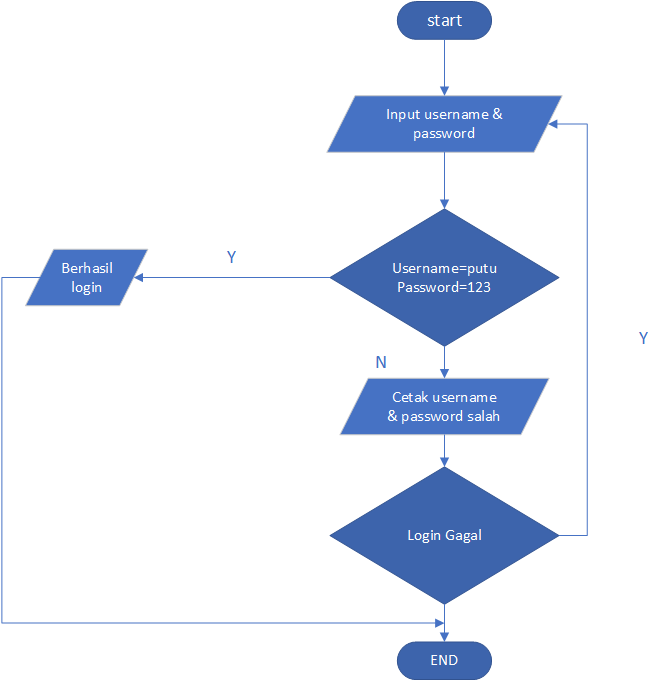 start
Input username &
password
Username=putu
Password=123
Y
Berhasil
login
N
Cetak username
& password salah
Y
Login Gagal
END